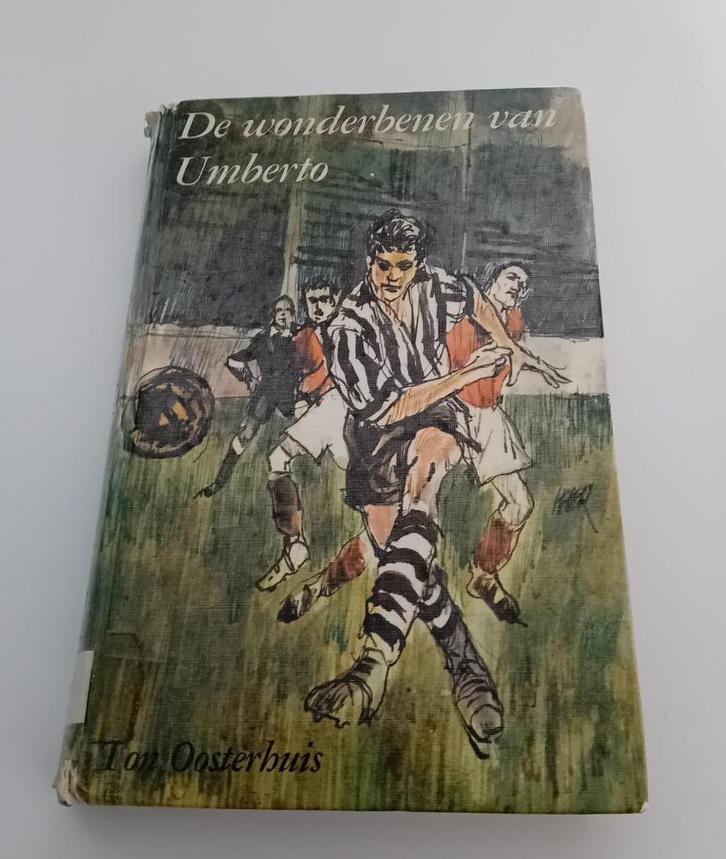 De wonderbenen van
Umberto
Ton Oosterhuis